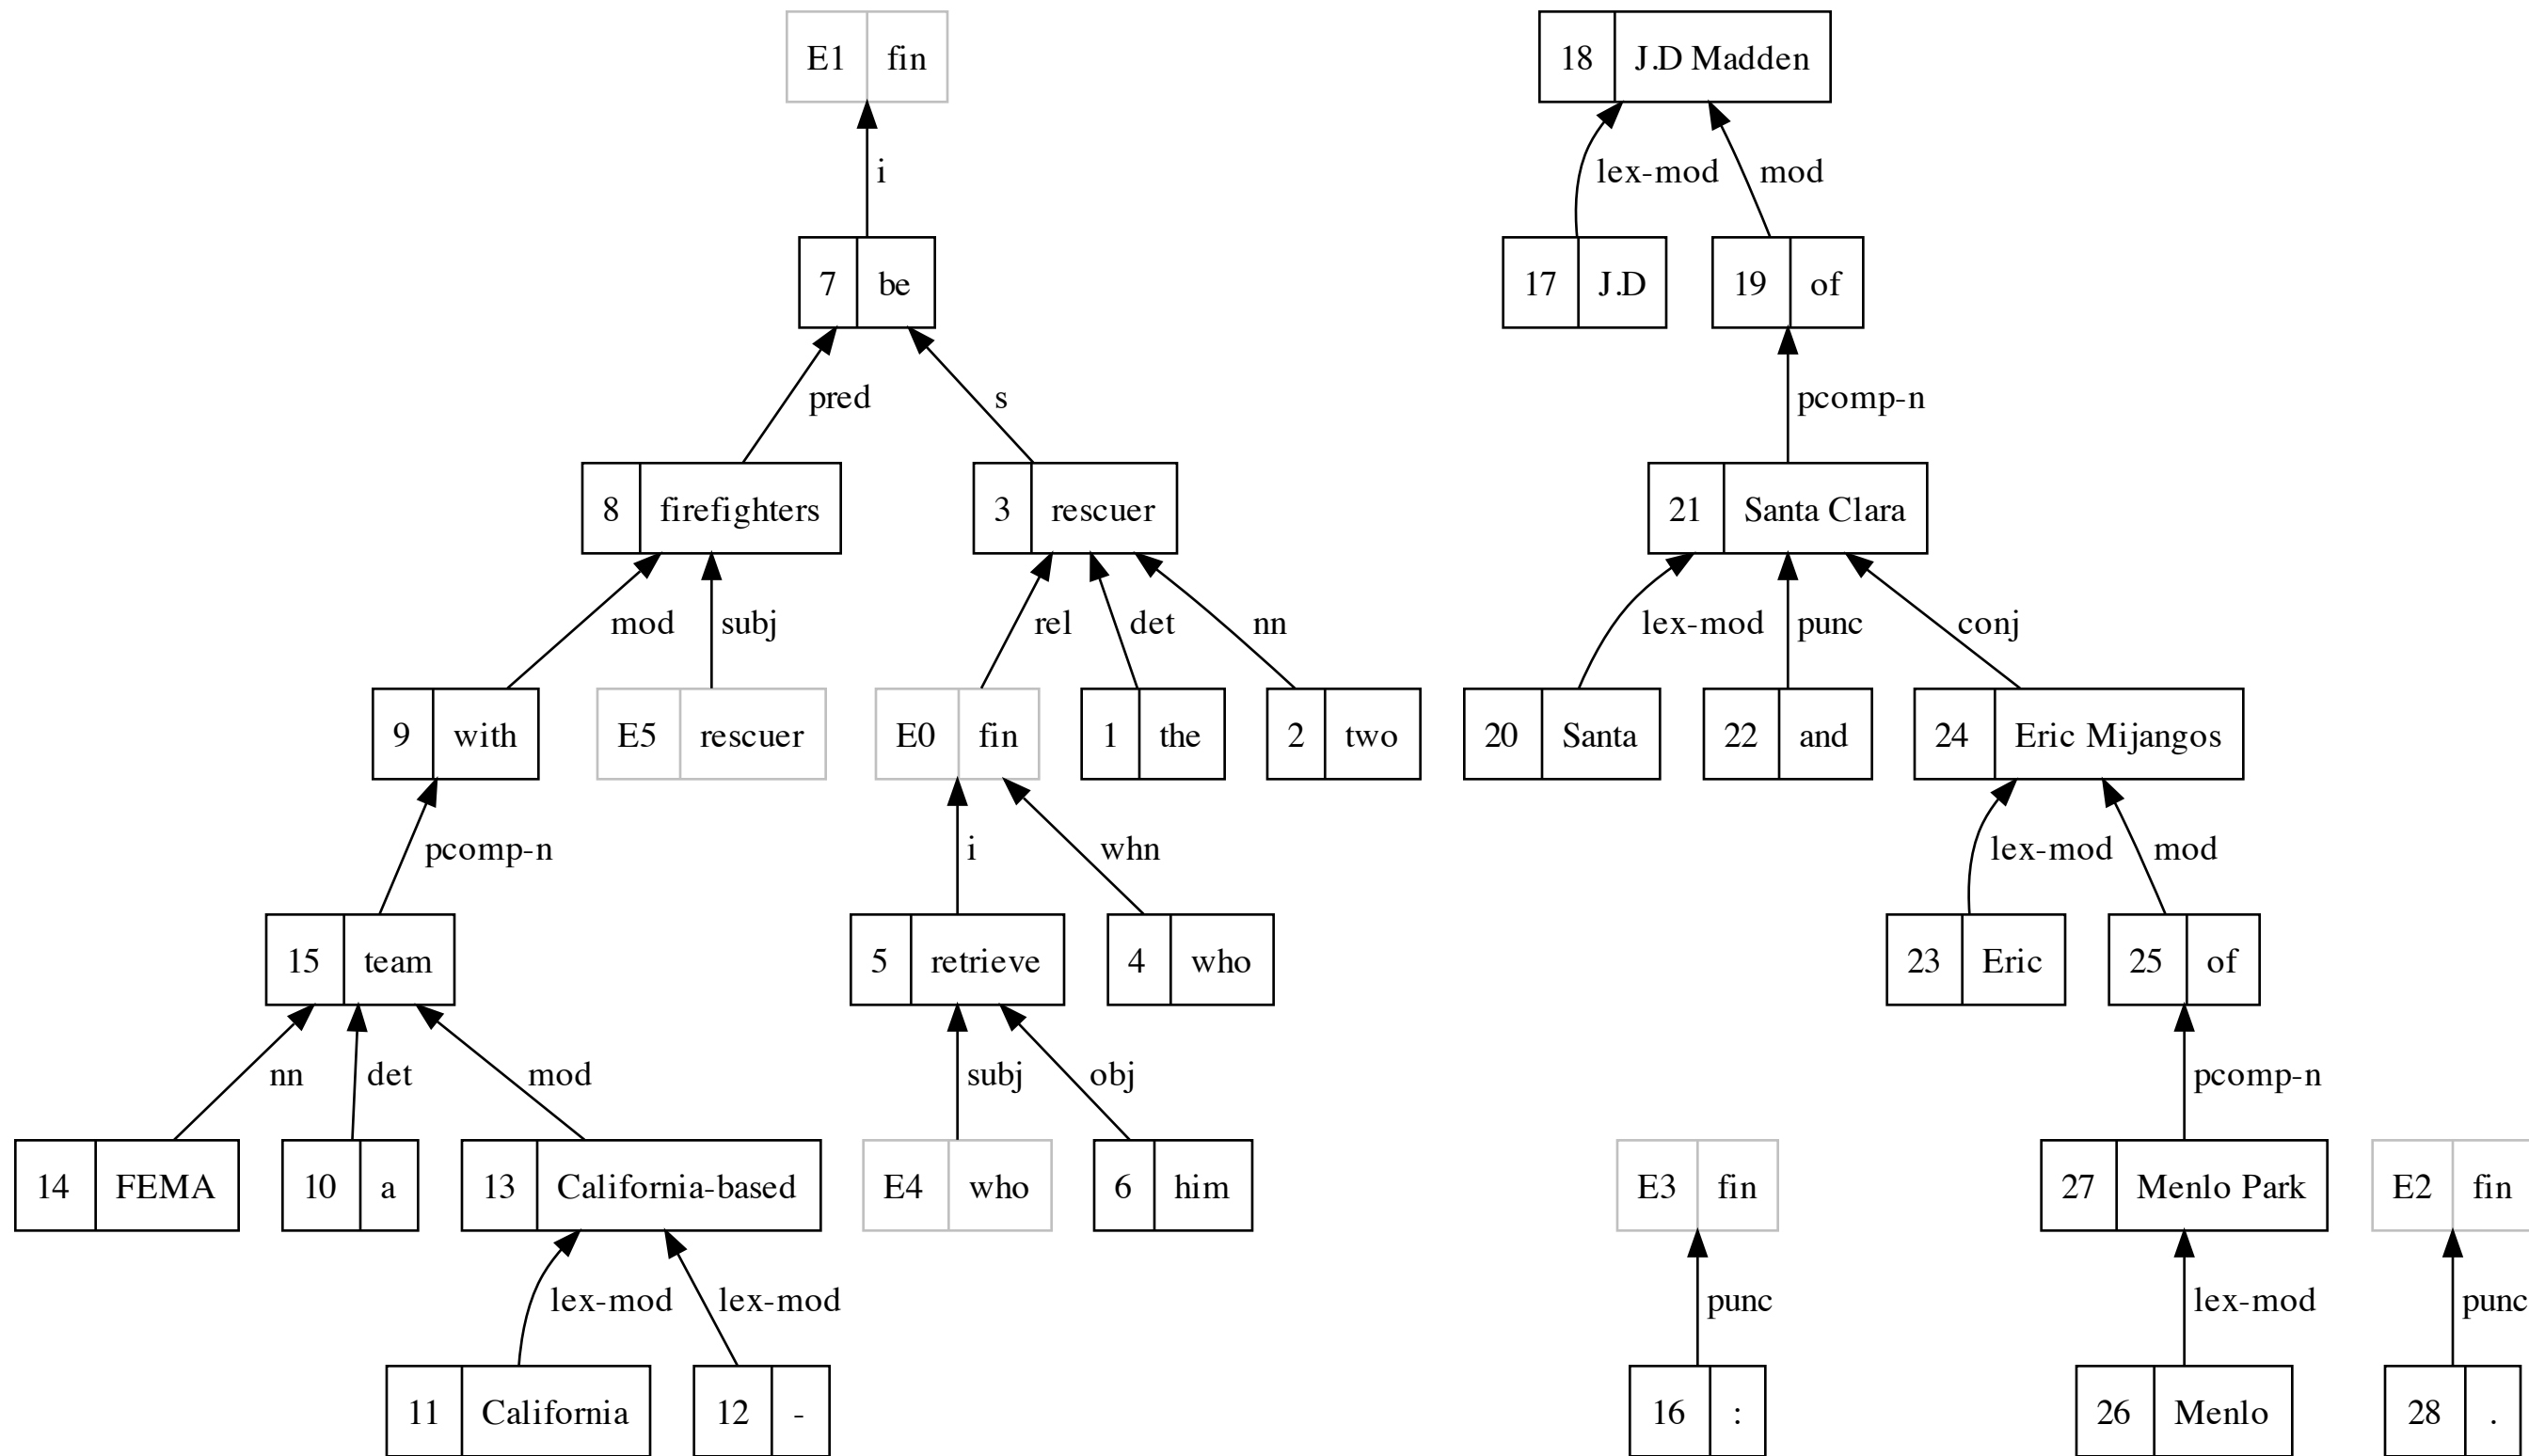 E1 fin
18 J.D Madden
i
lex-mod
mod
7 be
17 J.D
19 of
pred
s
pcomp-n
8 firefighters
3 rescuer
21 Santa Clara
mod
subj
rel
det
nn
lex-mod
punc
conj
9 with
E5 rescuer
E0 fin
1 the
2 two
20 Santa
22 and
24 Eric Mijangos
pcomp-n
i
whn
lex-mod
mod
15 team
5 retrieve
4 who
23 Eric
25 of
nn
det
mod
subj
obj
pcomp-n
14 FEMA
10 a
13 California-based
E4 who
6 him
E3 fin
27 Menlo Park
E2 fin
lex-mod
lex-mod
punc
lex-mod
punc
11 California
12 -
16 :
26 Menlo
28 .